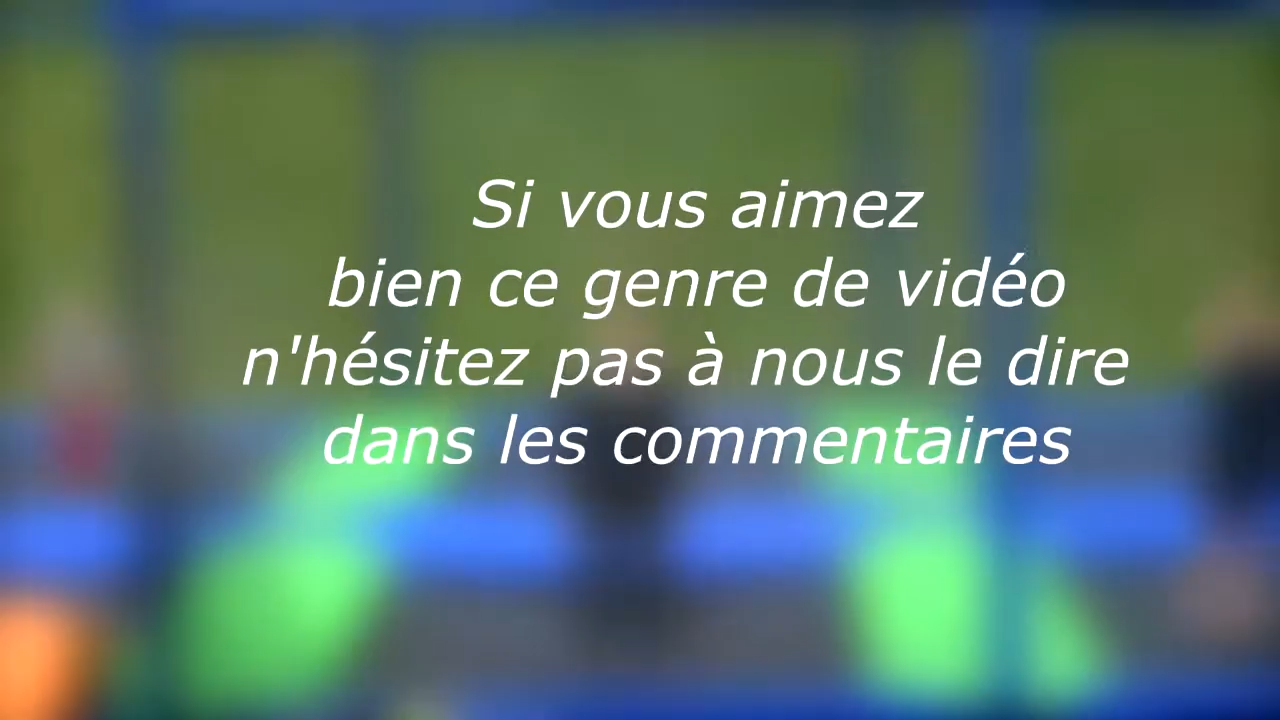 Si vous aimez
bien ce genre de vidéo
n'hésitez pas à nous le dire
dans les commentaires